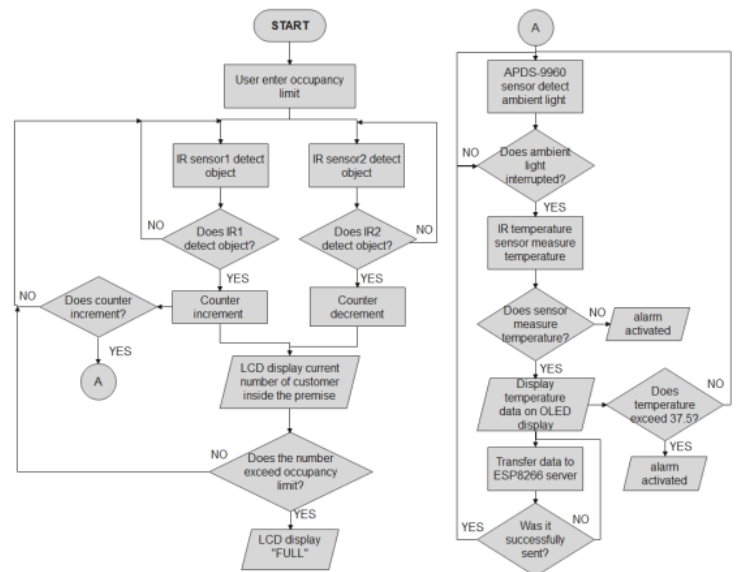 START
User enter occupancy
limit
IR sensor1 detect
object
IR sensor2 detect
object
NO
Does IR1
detect object?
Does IR2
detect object?
NO
YES
YES
NO
Does counter
increment?
Counter
increment
Counter
decrement
YES
A
LCD display current
number of customer
inside the premise
NO
Does the number
exceed occupancy
limit?
YES
LCD display
"FULL"
A
APDS-9960
sensor detect
ambient light
NO
Does ambient
light
interrupted?
YES
IR temperature
sensor measure
temperature
Does sensor
measure
temperature?
NO
alarm
activated
YES
Display
temperature
data on OLED
display
Does
temperature
exceed 37.5?
NO
YES
alarm
activated
Transfer data to
ESP8266 server
YES
Was it
successfully
sent?
NO